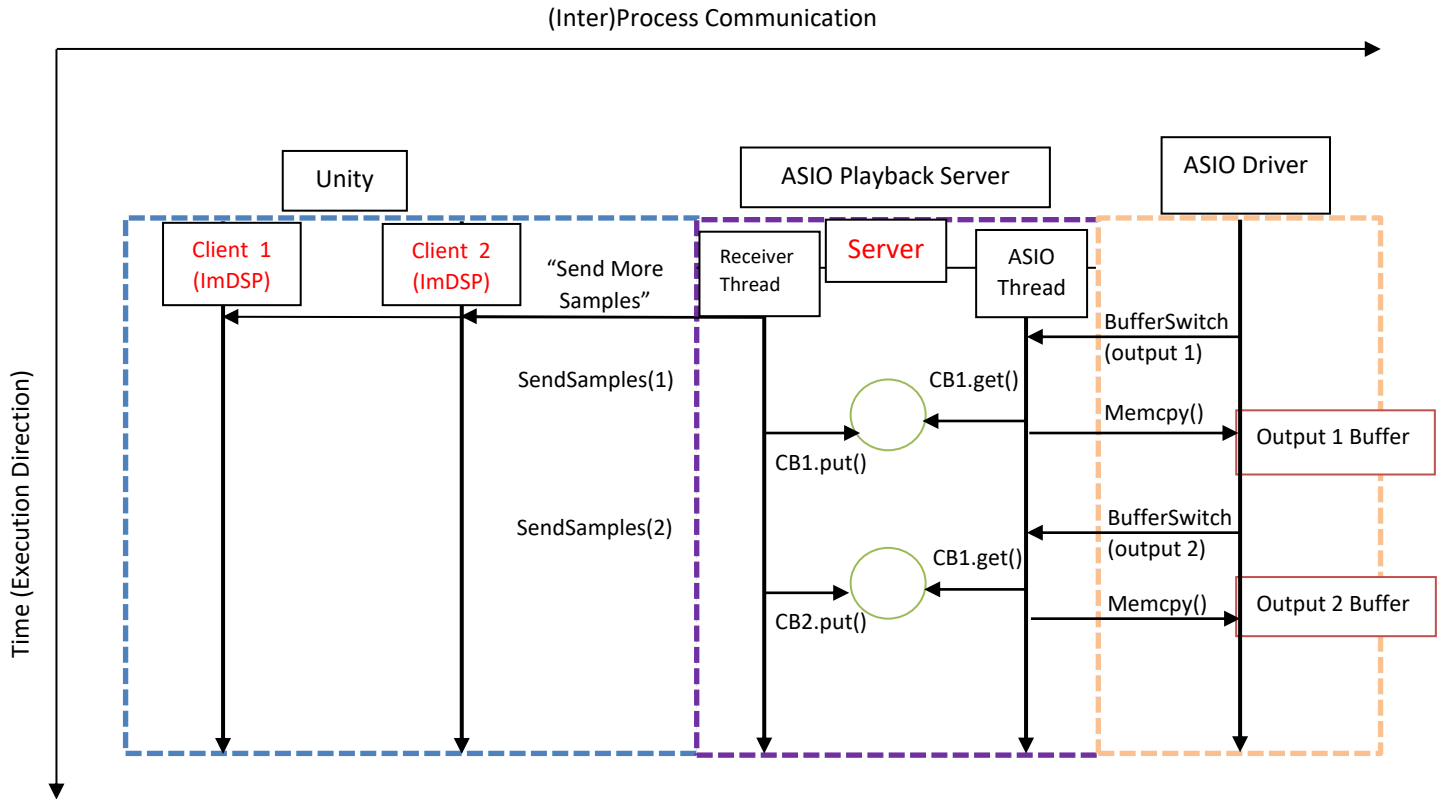 (Inter)Process Communication
Time (Execution Direction)
Unity
ASIO Playback Server
ASIO Driver
Client 1
(ImDSP)
Client 2
(ImDSP)
“Send More
Samples”
Receiver
Thread
Server
ASIO
Thread
BufferSwitch
(output 1)
SendSamples(1)
CB1.get()
Memcpy()
Output 1 Buffer
CB1.put()
SendSamples(2)
BufferSwitch
(output 2)
CB1.get()
Memcpy()
Output 2 Buffer
CB2.put()